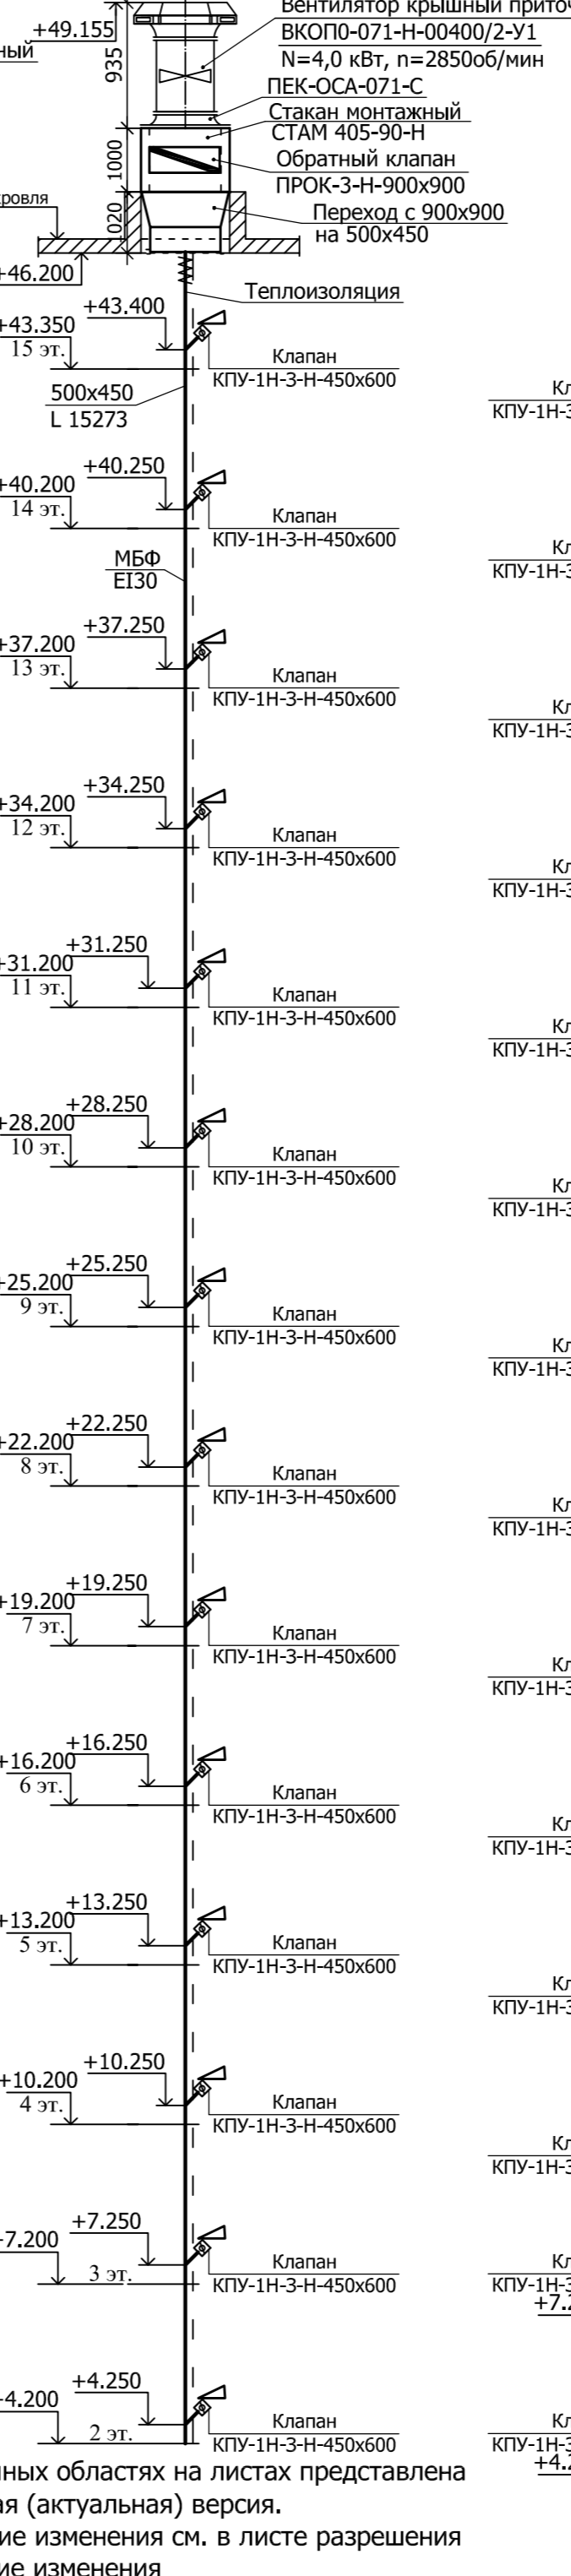 Вентилятор крышный
+49.155
ВКОП0-071-Н-00400/2-У1
935
N=4,0 кВт, n=2850об/мин
ПЕК-ОСА-071-С
Стакан монтажный
СТАМ 405-90-Н
1000
Обратный клапан
ПРОК-3-Н-900х900
Переход с 900х900
на 500х450
+46.200
Теплоизоляция
+43.400
+43.350
15 эт.
Клапан
КПУ-1Н-3-Н-450х600
500х450
L 15273
+40.250
+40.200
14 эт.
Клапан
КПУ-1Н-3-Н-450х600
МБФ
EI30
+37.250
+37.200
13 эт.
Клапан
КПУ-1Н-3-Н-450х600
+34.250
+34.200
12 эт.
Клапан
КПУ-1Н-3-Н-450х600
+31.250
+31.200
11 эт.
Клапан
КПУ-1Н-3-Н-450х600
+28.250
+28.200
10 эт.
Клапан
КПУ-1Н-3-Н-450х600
+25.250
+25.200
9 эт.
Клапан
КПУ-1Н-3-Н-450х600
+22.250
+22.200
8 эт.
Клапан
КПУ-1Н-3-Н-450х600
+19.250
+19.200
7 эт.
Клапан
КПУ-1Н-3-Н-450х600
+16.250
+16.200
6 эт.
Клапан
КПУ-1Н-3-Н-450х600
+13.250
+13.200
5 эт.
Клапан
КПУ-1Н-3-Н-450х600
+10.250
+10.200
4 эт.
Клапан
КПУ-1Н-3-Н-450х600
+7.250
7.200
3 эт.
Клапан
КПУ-1Н-3-Н-450х600
+4.250
4.200
2 эт.
Клапан
КПУ-1Н-3-Н-450х600
областях на листах представлена
(актуальная) версия.
изменения см. в листе разрешения
изменения